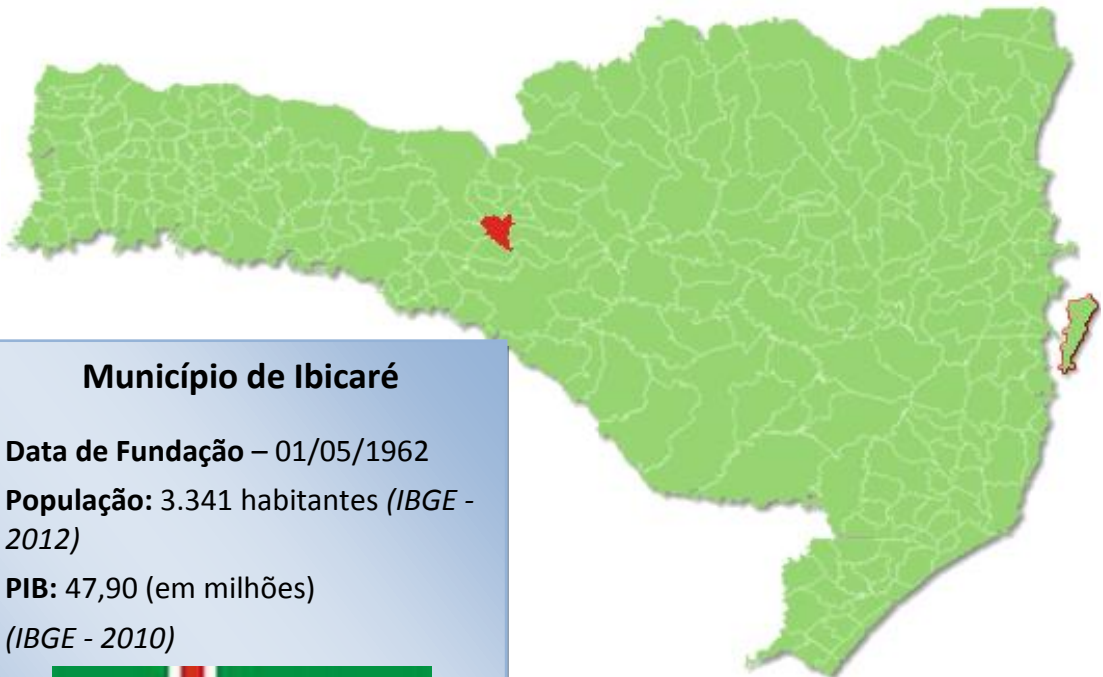 Município de Ibicaré
Data de Fundação – 01/05/1962
População: 3.341 habitantes (IBGE -
2012)
PIB: 47,90 (em milhões)
(IBGE - 2010)